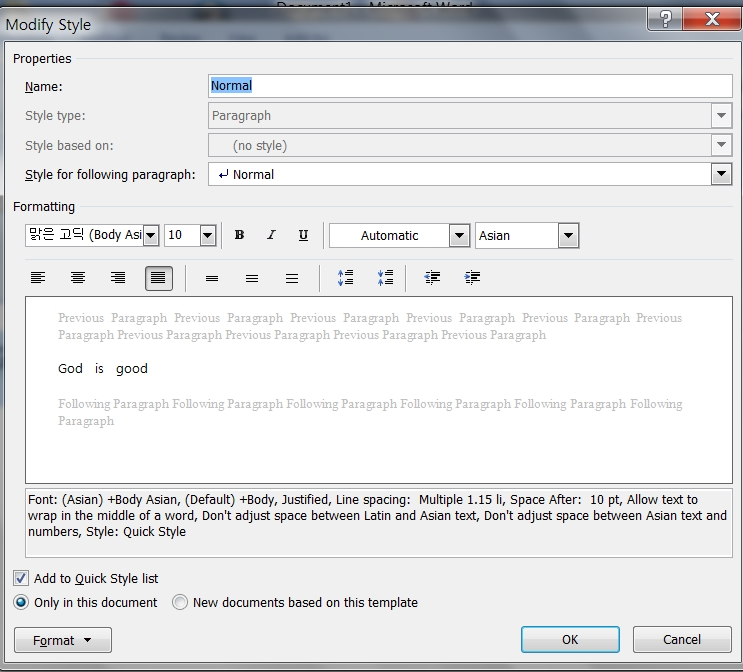 Document1 - Microsoft Word
Modify Style
Properties
Name: Normal
Style type: Paragraph
Style based on: (no style)
Style for following paragraph: ↵ Normal
Formatting
맑은 고딕 (Body Asi 10 B I U Automatic Asian
Previous Paragraph Previous Paragraph Previous Paragraph Previous Paragraph Previous Paragraph Previous
Paragraph Previous Paragraph Previous Paragraph Previous Paragraph Previous Paragraph
God is good
Following Paragraph Following Paragraph Following Paragraph Following Paragraph Following Paragraph Following
Paragraph
Font: (Asian) +Body Asian, (Default) +Body, Justified, Line spacing: Multiple 1.15 li, Space After: 10 pt, Allow text to
wrap in the middle of a word, Don't adjust space between Latin and Asian text, Don't adjust space between Asian text and
numbers, Style: Quick Style
Add to Quick Style list
Only in this document New documents based on this template
Format OK Cancel